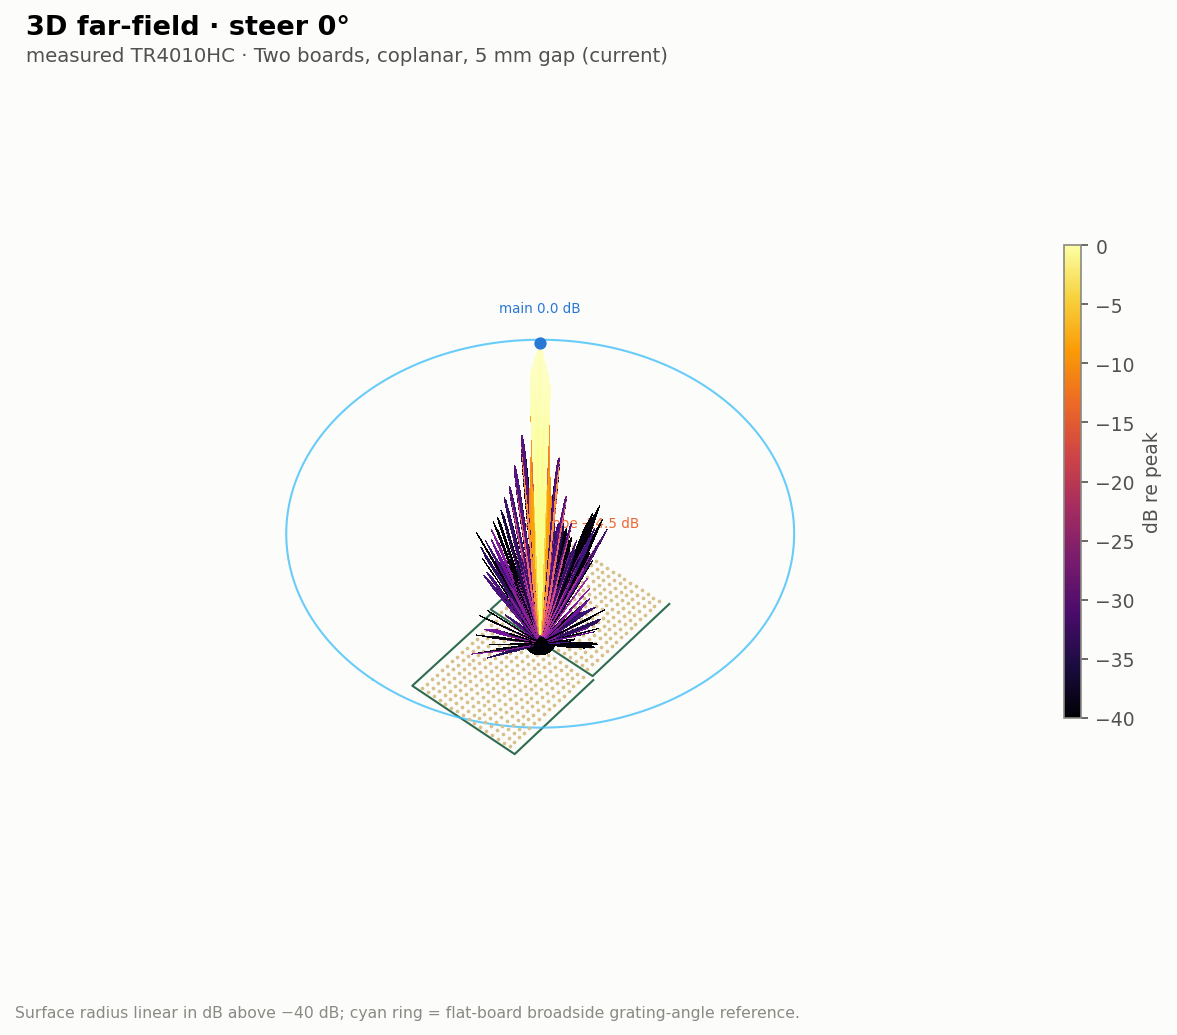 3D far-field · steer 0°
measured TR4010HC · Two boards, coplanar, 5 mm gap (current)
main 0.0 dB
.5 dB
0
−5
−10
−15
−20
−25
−30
−35
−40
dB re peak
Surface radius linear in dB above −40 dB; cyan ring = flat-board broadside grating-angle reference.